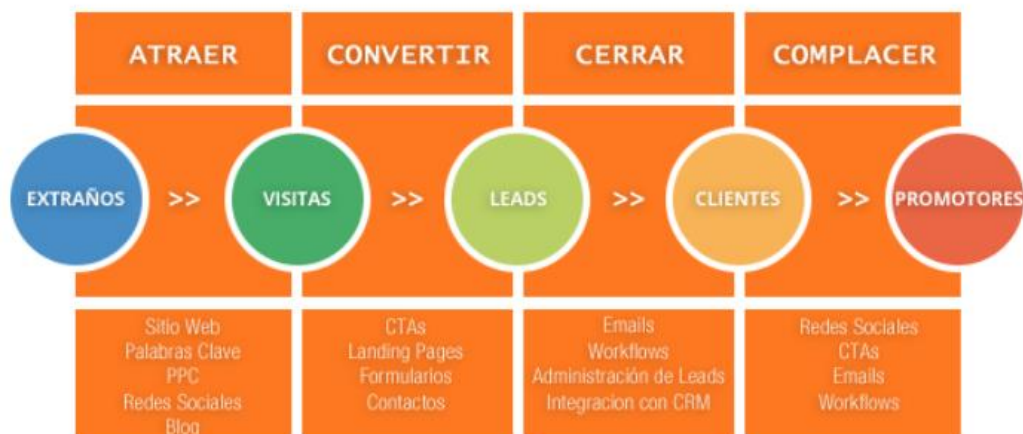 ATRAER
CONVERTIR
CERRAR
COMPLACER
EXTRAÑOS
>>
VISITAS
>>
LEADS
>>
CLIENTES
>>
PROMOTORES
Sitio Web
Palabras Clave
PPC
Redes Sociales
Blog
CTAs
Landing Pages
Formularios
Contactos
Emails
Workflows
Administración de Leads
Integracion con CRM
Redes Sociales
CTAs
Emails
Workflows